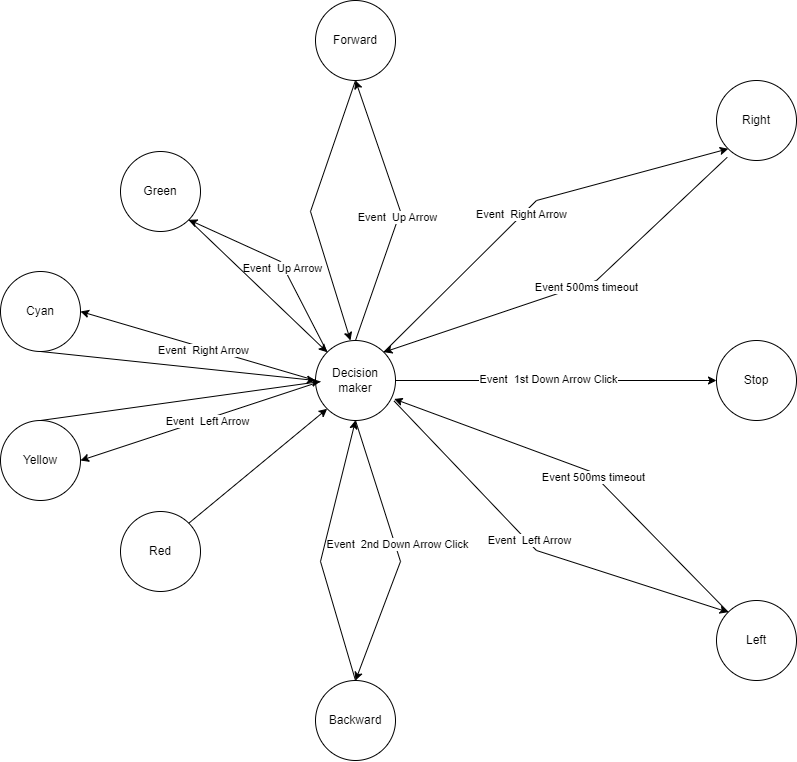 Forward
Right
Green
Event Right Arrow
Event Up Arrow
Event Up Arrow
Event 500ms timeout
Cyan
Event Right Arrow
Decision
maker
Event 1st Down Arrow Click
Stop
Event Left Arrow
Yellow
Event 500ms timeout
Red
Event 2nd Down Arrow Click
Event Left Arrow
Left
Backward